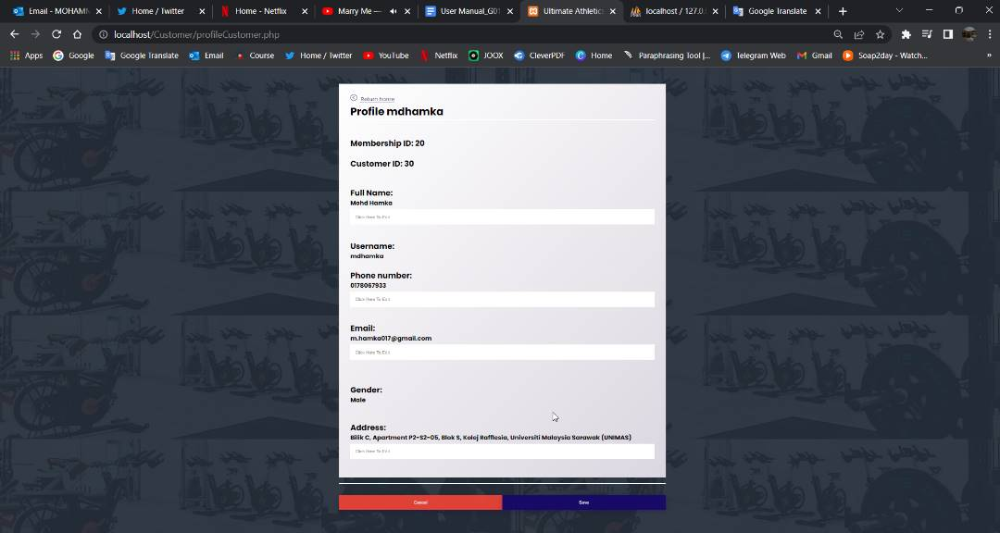 Email - MOHAMM
Home / Twitter
Home - Netflix
Marry Me —
User Manual_G01
Ultimate Athletics
localhost / 127.0.
Google Translate
localhost/Customer/profileCustomer.php
Apps
Google
Google Translate
Email
Course
Home / Twitter
YouTube
Netflix
JOOX
CleverPDF
Home
Paraphrasing Tool |...
Telegram Web
Gmail
Soap2day - Watch...
Return home
Profile mdhamka
Membership ID: 20
Customer ID: 30
Full Name:
Mohd Hamka
Click Here To Edit
Username:
mdhamka
Phone number:
0178067933
Click Here To Edit
Email:
m.hamka017@gmail.com
Click Here To Edit
Gender:
Male
Address:
Bilik C, Apartment P2-S2-05, Blok S, Kolej Rafflesia, Universiti Malaysia Sarawak (UNIMAS)
Click Here To Edit
Cancel
Save